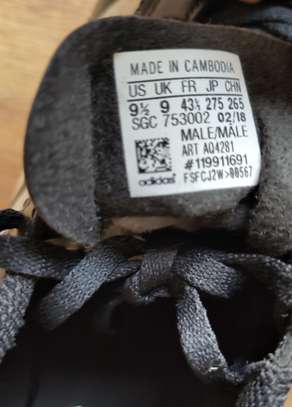 MADE IN CAMBODIA
US UK FR JP CHN
9½ 9 43⅓ 275 265
SGC 753002 02/18
MALE/MALE
ART AQ4281
#119911691
adidas FSFCJ2W>00567